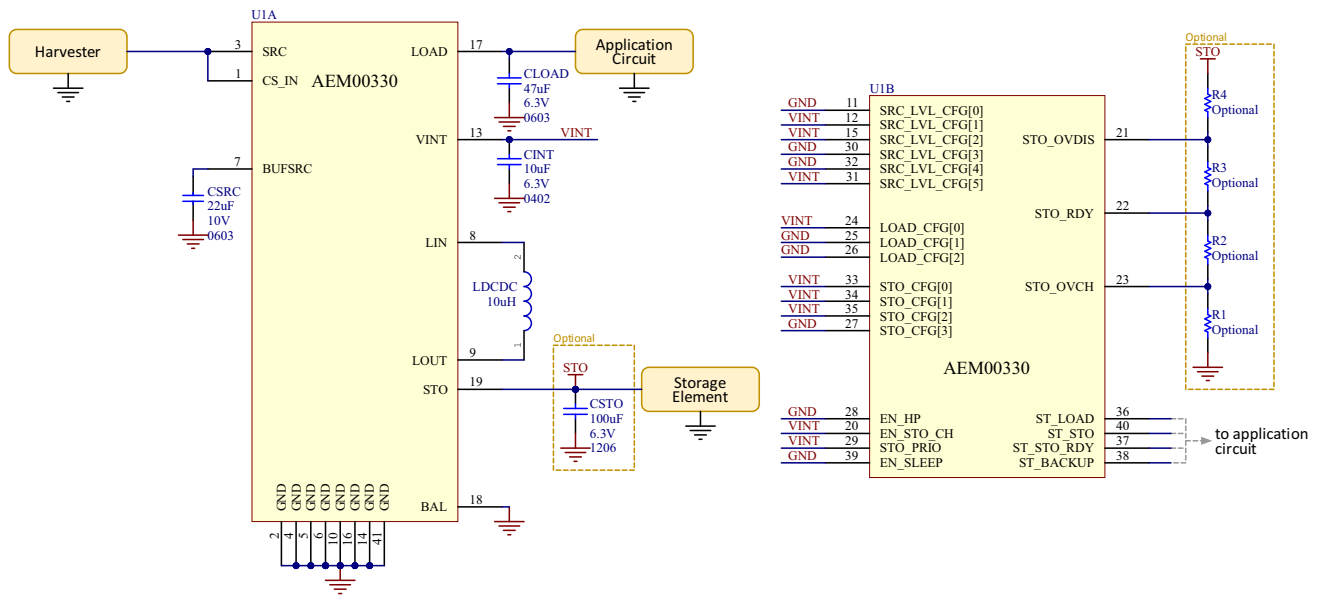 U1A
AEM00330
Harvester
3
SRC
1
CS_IN
7
BUFSRC
CSRC
22uF
10V
0603
LOAD
17
Application
Circuit
CLOAD
47uF
6.3V
0603
VINT
13
VINT
CINT
10uF
6.3V
0402
LIN
8
2
LDCDC
10uH
1
LOUT
9
STO
19
Optional
STO
CSTO
100uF
6.3V
1206
Storage
Element
BAL
18
GND GND GND GND GND GND GND GND
2 4 5 6 10 16 14 41
U1B
GND 11 SRC_LVL_CFG[0]
VINT 12 SRC_LVL_CFG[1]
VINT 15 SRC_LVL_CFG[2]
GND 30 SRC_LVL_CFG[3]
GND 32 SRC_LVL_CFG[4]
VINT 31 SRC_LVL_CFG[5]
VINT 24 LOAD_CFG[0]
GND 25 LOAD_CFG[1]
GND 26 LOAD_CFG[2]
VINT 33 STO_CFG[0]
VINT 34 STO_CFG[1]
VINT 35 STO_CFG[2]
GND 27 STO_CFG[3]
AEM00330
GND 28 EN_HP
VINT 20 EN_STO_CH
VINT 29 STO_PRIO
GND 39 EN_SLEEP
STO_OVDIS 21
STO_RDY 22
STO_OVCH 23
ST_LOAD 36
ST_STO 40
ST_STO_RDY 37
ST_BACKUP 38
to application
circuit
Optional
STO
R4
Optional
R3
Optional
R2
Optional
R1
Optional